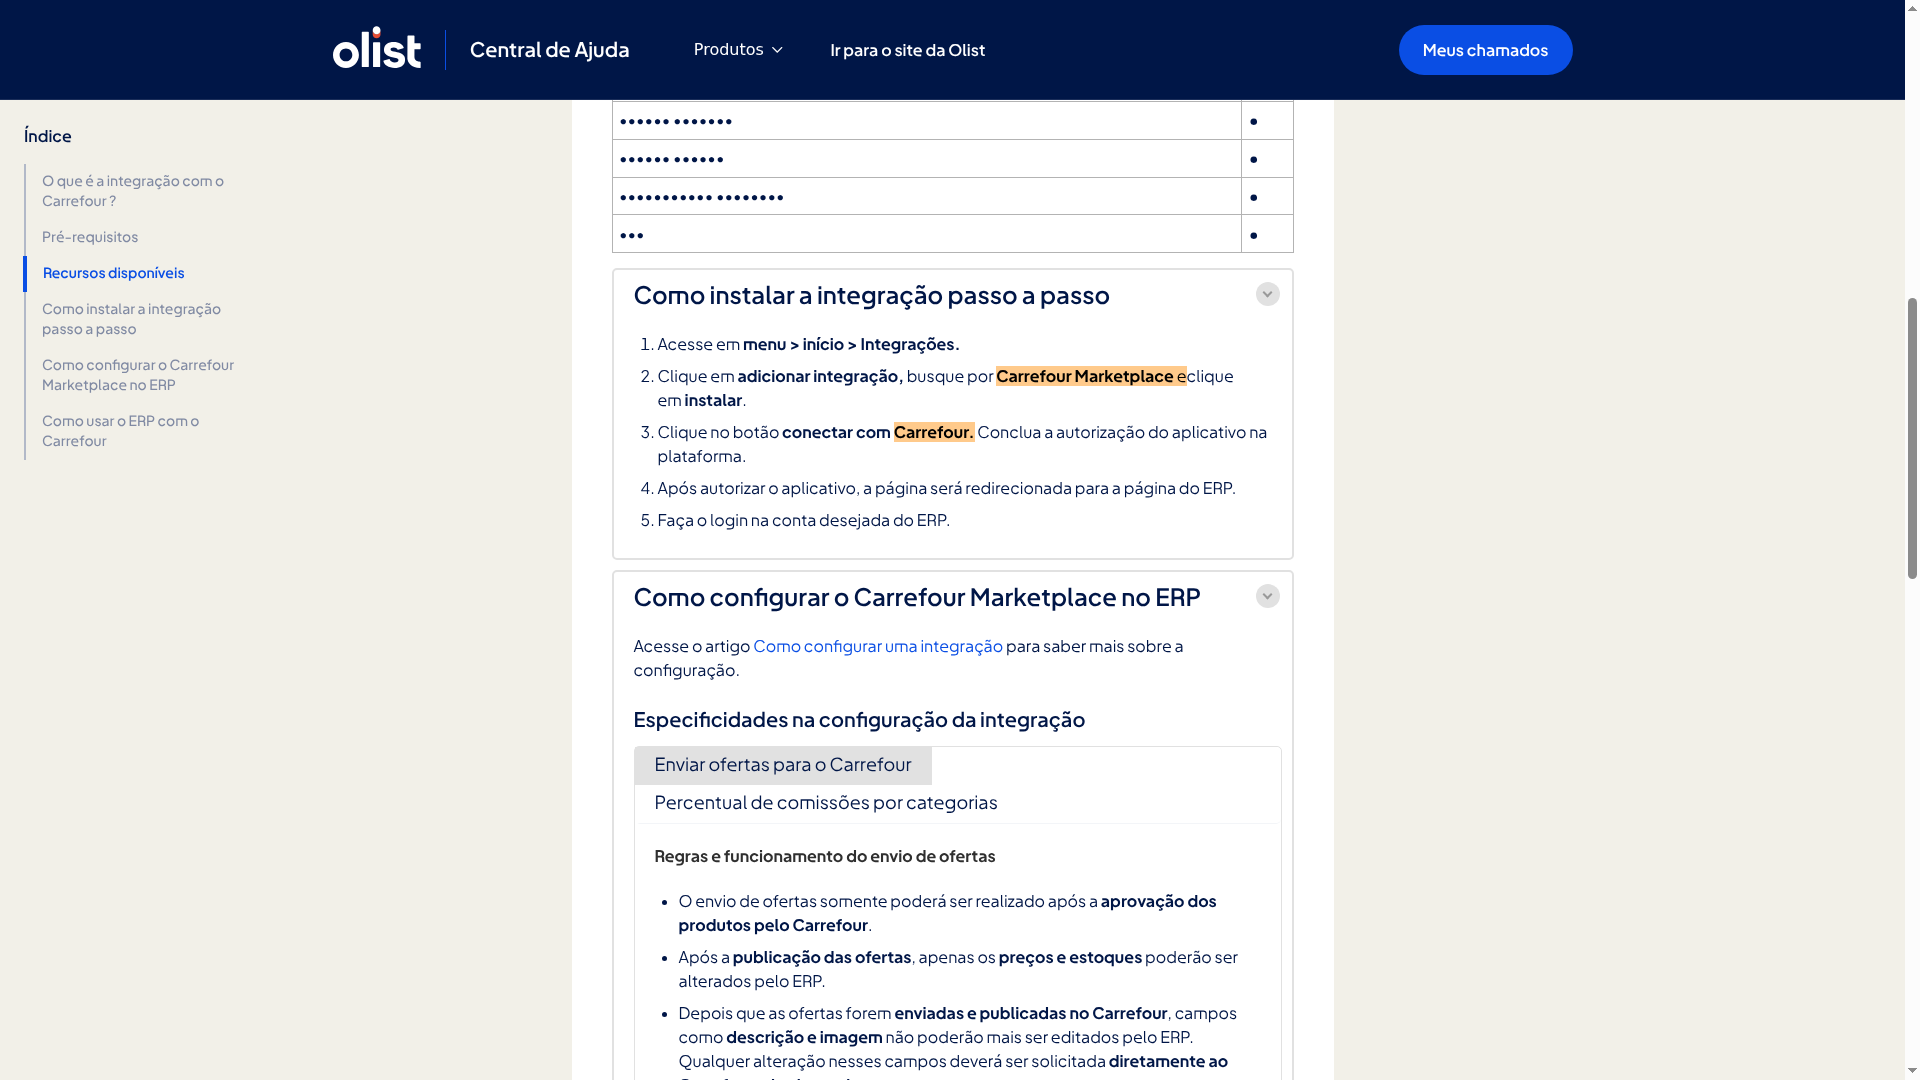 olist
Central de Ajuda
Produtos
Ir para o site da Olist
Meus chamados
Índice
O que é a integração com o
Carrefour ?
Pré-requisitos
Recursos disponíveis
Como instalar a integração
passo a passo
Como configurar o Carrefour
Marketplace no ERP
Como usar o ERP com o
Carrefour
•••••• ••••••• •
•••••• •••••• •
••••••••••• •••••••• •
••• •
Como instalar a integração passo a passo
1. Acesse em menu > início > Integrações.
2. Clique em adicionar integração, busque por Carrefour Marketplace eclique
em instalar.
3. Clique no botão conectar com Carrefour. Conclua a autorização do aplicativo na
plataforma.
4. Após autorizar o aplicativo, a página será redirecionada para a página do ERP.
5. Faça o login na conta desejada do ERP.
Como configurar o Carrefour Marketplace no ERP
Acesse o artigo Como configurar uma integração para saber mais sobre a
configuração.
Especificidades na configuração da integração
Enviar ofertas para o Carrefour
Percentual de comissões por categorias
Regras e funcionamento do envio de ofertas
• O envio de ofertas somente poderá ser realizado após a aprovação dos
produtos pelo Carrefour.
• Após a publicação das ofertas, apenas os preços e estoques poderão ser
alterados pelo ERP.
• Depois que as ofertas forem enviadas e publicadas no Carrefour, campos
como descrição e imagem não poderão mais ser editados pelo ERP.
Qualquer alteração nesses campos deverá ser solicitada diretamente ao